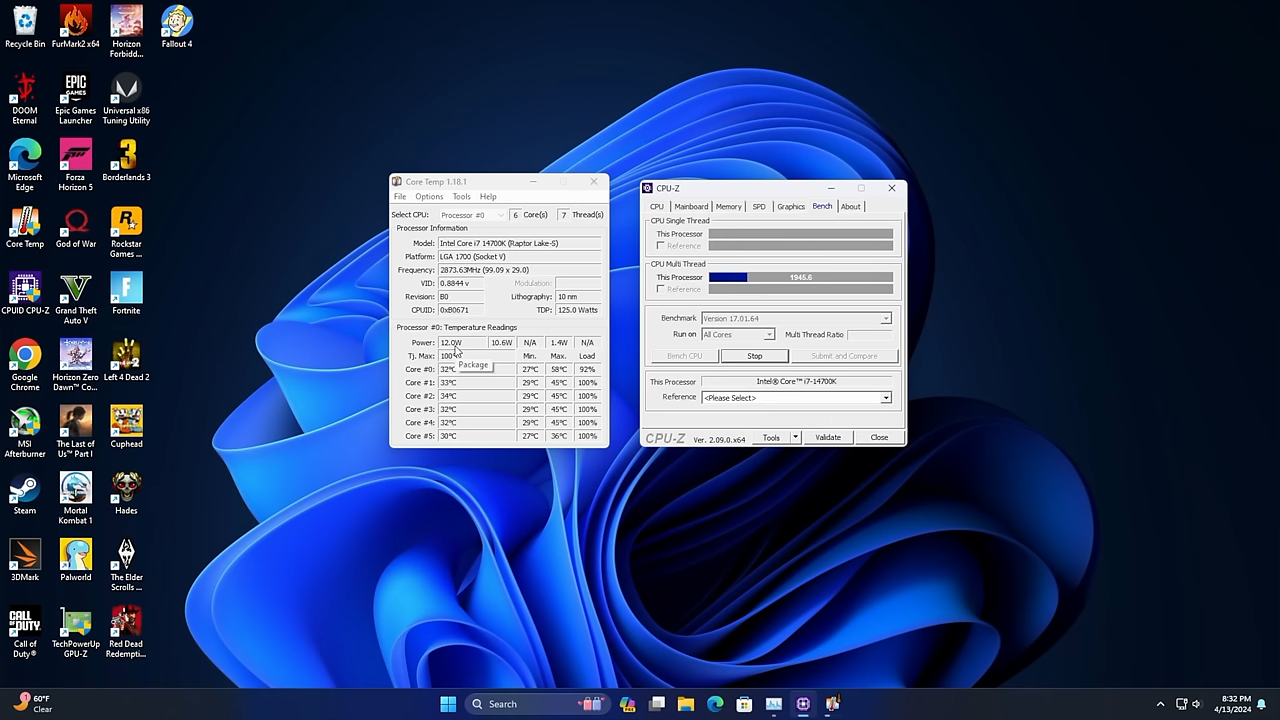 Recycle Bin
FurMark2 x64
Horizon
Forbidd...
Fallout 4
DOOM
Eternal
EPIC
GAMES
Epic Games
Launcher
Universal x86
Tuning Utility
Microsoft
Edge
Forza
Horizon 5
3
Borderlands 3
Core Temp
God of War
Rockstar
Games ...
CPUID CPU-Z
Grand Theft
Auto V
Fortnite
Google
Chrome
Horizon Zero
Dawn™ Co...
Left 4 Dead 2
MSI
Afterburner
The Last of
Us™ Part I
Cuphead
Steam
Mortal
Kombat 1
Hades
3DMark
Palworld
The Elder
Scrolls ...
CALL OF
DUTY
Call of
Duty®
TechPowerUp
GPU-Z
Red Dead
Redempti...
Core Temp 1.18.1
File Options Tools Help
Select CPU: Processor #0 6 Core(s) 7 Thread(s)
Processor Information
Model: Intel Core i7 14700K (Raptor Lake-S)
Platform: LGA 1700 (Socket V)
Frequency: 2873.63MHz (99.09 x 29.0)
VID: 0.8844 v Modulation:
Revision: B0 Lithography: 10 nm
CPUID: 0xB0671 TDP: 125.0 Watts
Processor #0: Temperature Readings
Power: 12.0W 10.6W N/A 1.4W N/A
Tj. Max: 100°C Min. Max. Load
Package
Core #0: 32°C 27°C 58°C 92%
Core #1: 33°C 29°C 45°C 100%
Core #2: 34°C 29°C 45°C 100%
Core #3: 32°C 29°C 45°C 100%
Core #4: 32°C 29°C 45°C 100%
Core #5: 30°C 27°C 36°C 100%
CPU-Z
CPU Mainboard Memory SPD Graphics Bench About
CPU Single Thread
This Processor
Reference
CPU Multi Thread
This Processor 1945.6
Reference
Benchmark Version 17.01.64
Run on All Cores Multi Thread Ratio
Bench CPU Stop Submit and Compare
This Processor Intel® Core™ i7-14700K
Reference <Please Select>
CPU-Z Ver. 2.09.0.x64 Tools Validate Close
1
60°F
Clear
Search
8:32 PM
4/13/2024